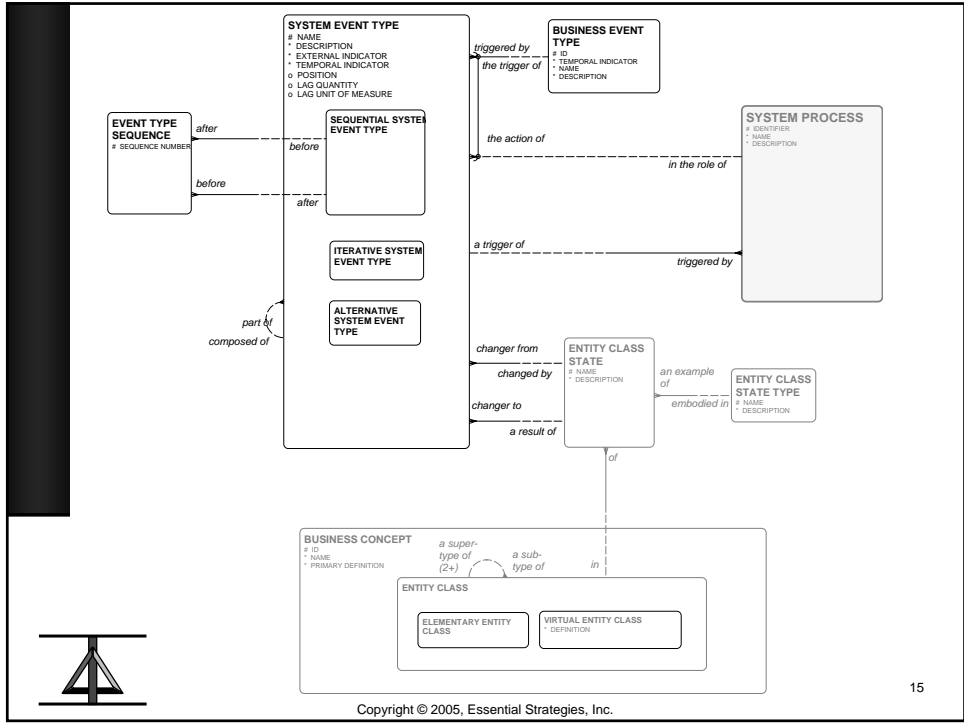 SYSTEM EVENT TYPE
# NAME
* DESCRIPTION
* EXTERNAL INDICATOR
* TEMPORAL INDICATOR
o POSITION
o LAG QUANTITY
o LAG UNIT OF MEASURE
triggered by
the trigger of
BUSINESS EVENT
TYPE
# ID
* TEMPORAL INDICATOR
* NAME
* DESCRIPTION
EVENT TYPE
SEQUENCE
# SEQUENCE NUMBER
after
before
before
after
SEQUENTIAL SYSTEM
EVENT TYPE
the action of
in the role of
SYSTEM PROCESS
# IDENTIFIER
* NAME
* DESCRIPTION
ITERATIVE SYSTEM
EVENT TYPE
a trigger of
triggered by
ALTERNATIVE
SYSTEM EVENT
TYPE
part of
composed of
changer from
changed by
changer to
a result of
ENTITY CLASS
STATE
# NAME
* DESCRIPTION
an example
of
embodied in
ENTITY CLASS
STATE TYPE
# NAME
* DESCRIPTION
of
in
BUSINESS CONCEPT
# ID
* NAME
* PRIMARY DEFINITION
a super-
type of
(2+)
a sub-
type of
ENTITY CLASS
ELEMENTARY ENTITY
CLASS
VIRTUAL ENTITY CLASS
* DEFINITION
15
Copyright © 2005, Essential Strategies, Inc.